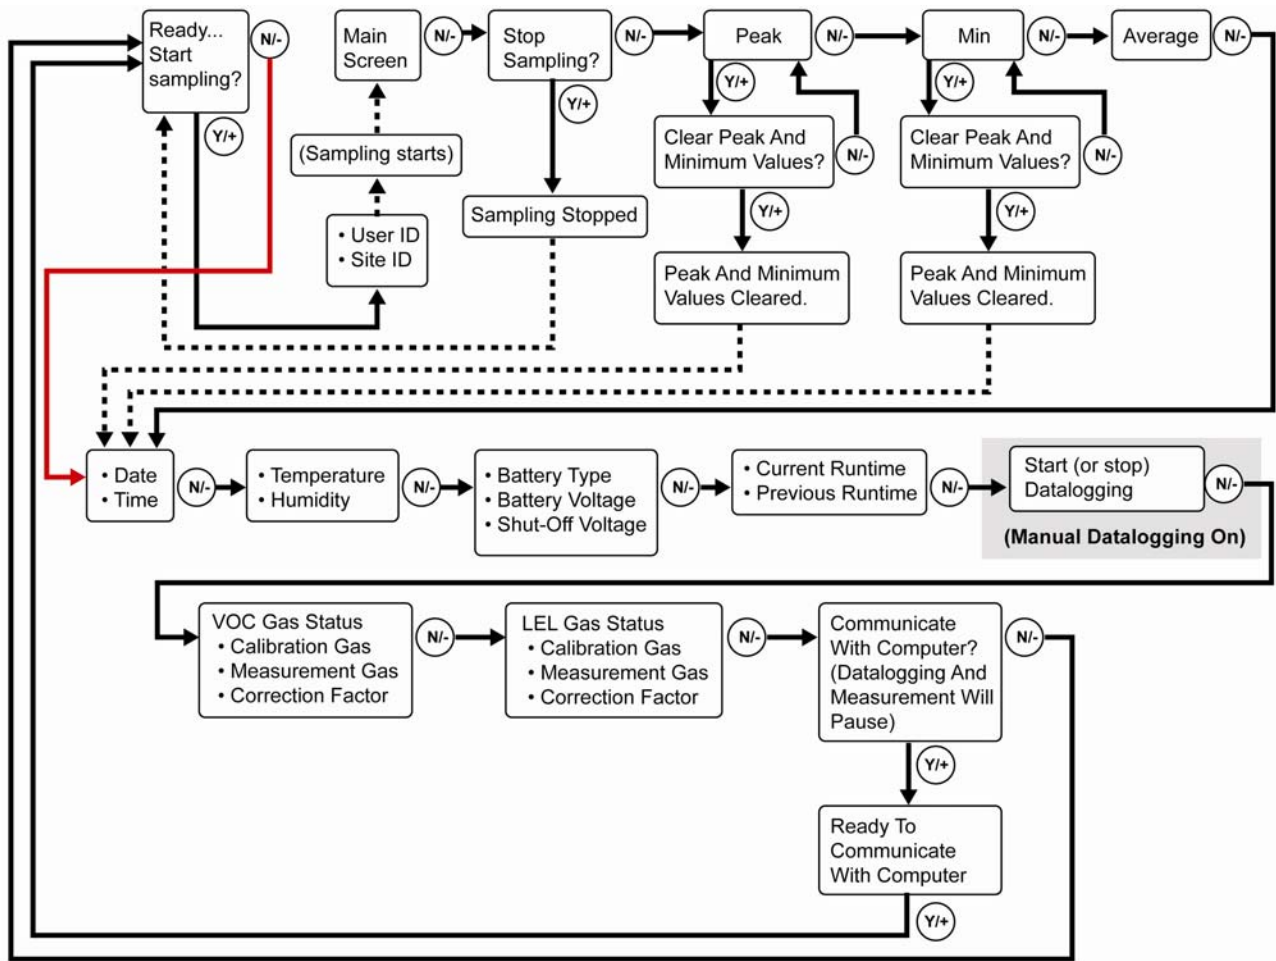 Ready...
Start
sampling?
N/-
Y/+
Main
Screen
N/-
(Sampling starts)
• User ID
• Site ID
Stop
Sampling?
N/-
Y/+
Sampling Stopped
Peak
N/-
Y/+
Clear Peak And
Minimum Values?
N/-
Y/+
Peak And Minimum
Values Cleared.
Min
N/-
Y/+
Clear Peak And
Minimum Values?
N/-
Y/+
Peak And Minimum
Values Cleared.
Average
N/-
• Date
• Time
N/-
• Temperature
• Humidity
N/-
• Battery Type
• Battery Voltage
• Shut-Off Voltage
N/-
• Current Runtime
• Previous Runtime
N/-
Start (or stop)
Datalogging
N/-
(Manual Datalogging On)
VOC Gas Status
• Calibration Gas
• Measurement Gas
• Correction Factor
N/-
LEL Gas Status
• Calibration Gas
• Measurement Gas
• Correction Factor
N/-
Communicate
With Computer?
(Datalogging And
Measurement Will
Pause)
N/-
Y/+
Ready To
Communicate
With Computer
Y/+